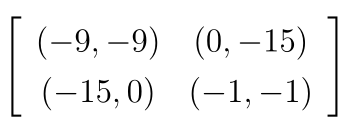 (−9, −9) (0, −15)
(−15, 0) (−1, −1)